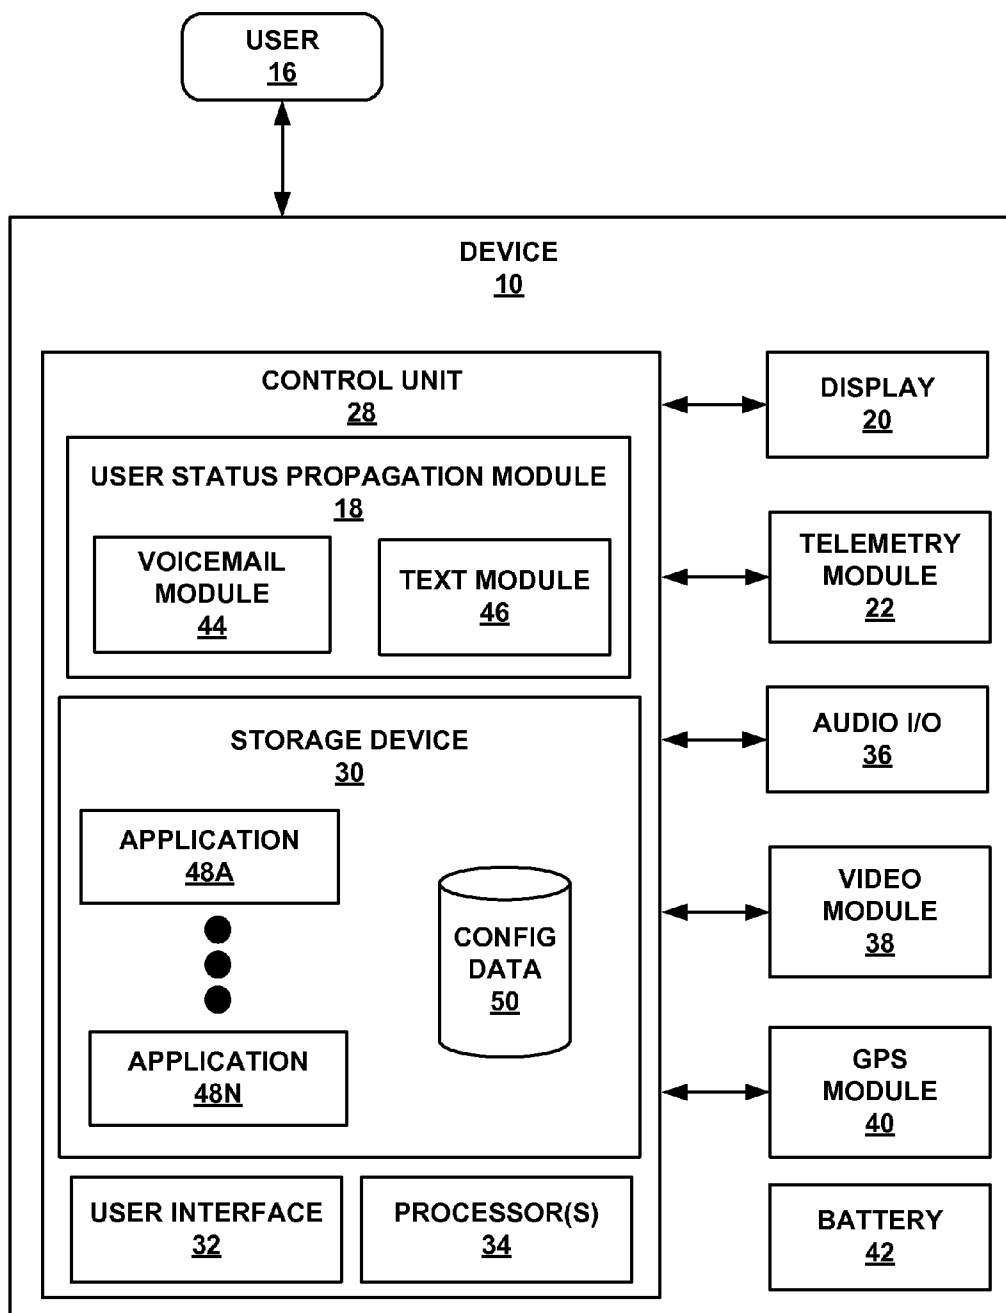 USER
16
DEVICE
10
CONTROL UNIT
28
USER STATUS PROPAGATION MODULE
18
VOICEMAIL
MODULE
44
TEXT MODULE
46
STORAGE DEVICE
30
APPLICATION
48A
CONFIG
DATA
50
APPLICATION
48N
USER INTERFACE
32
PROCESSOR(S)
34
DISPLAY
20
TELEMETRY
MODULE
22
AUDIO I/O
36
VIDEO
MODULE
38
GPS
MODULE
40
BATTERY
42